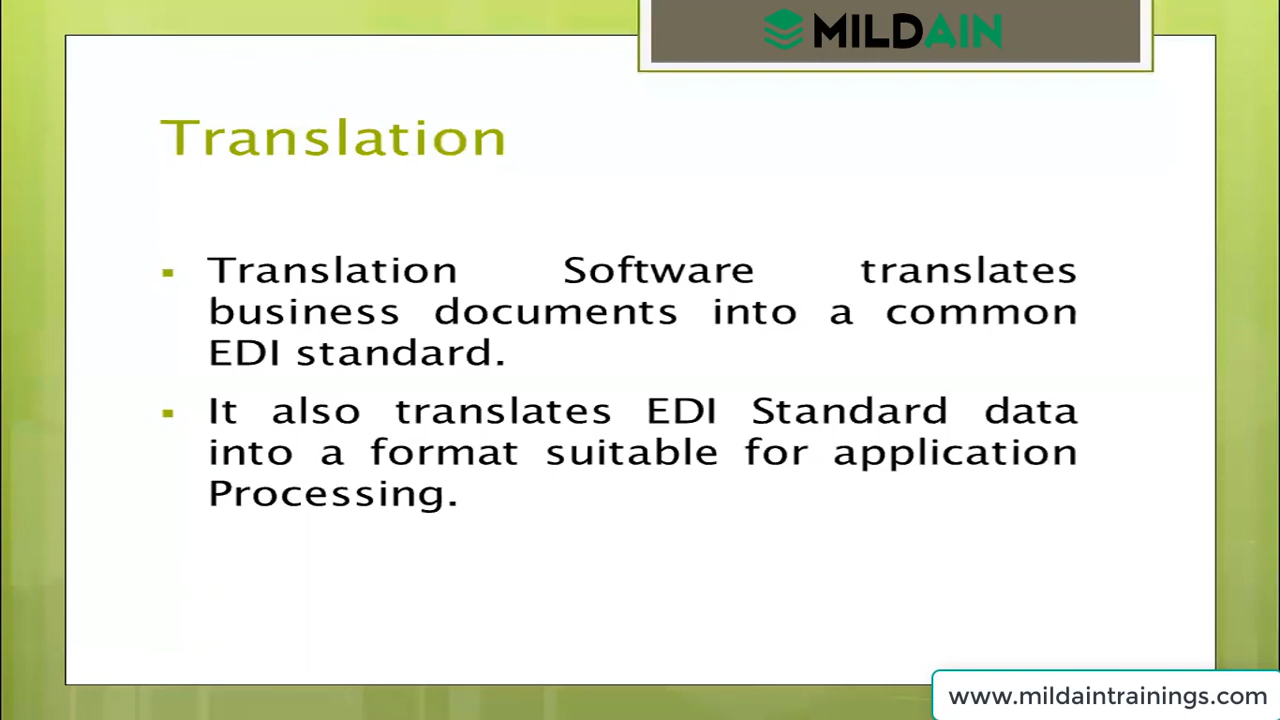 MILDAIN
Translation
▪ Translation Software translates
business documents into a common
EDI standard.
▪ It also translates EDI Standard data
into a format suitable for application
Processing.
www.mildaintrainings.com